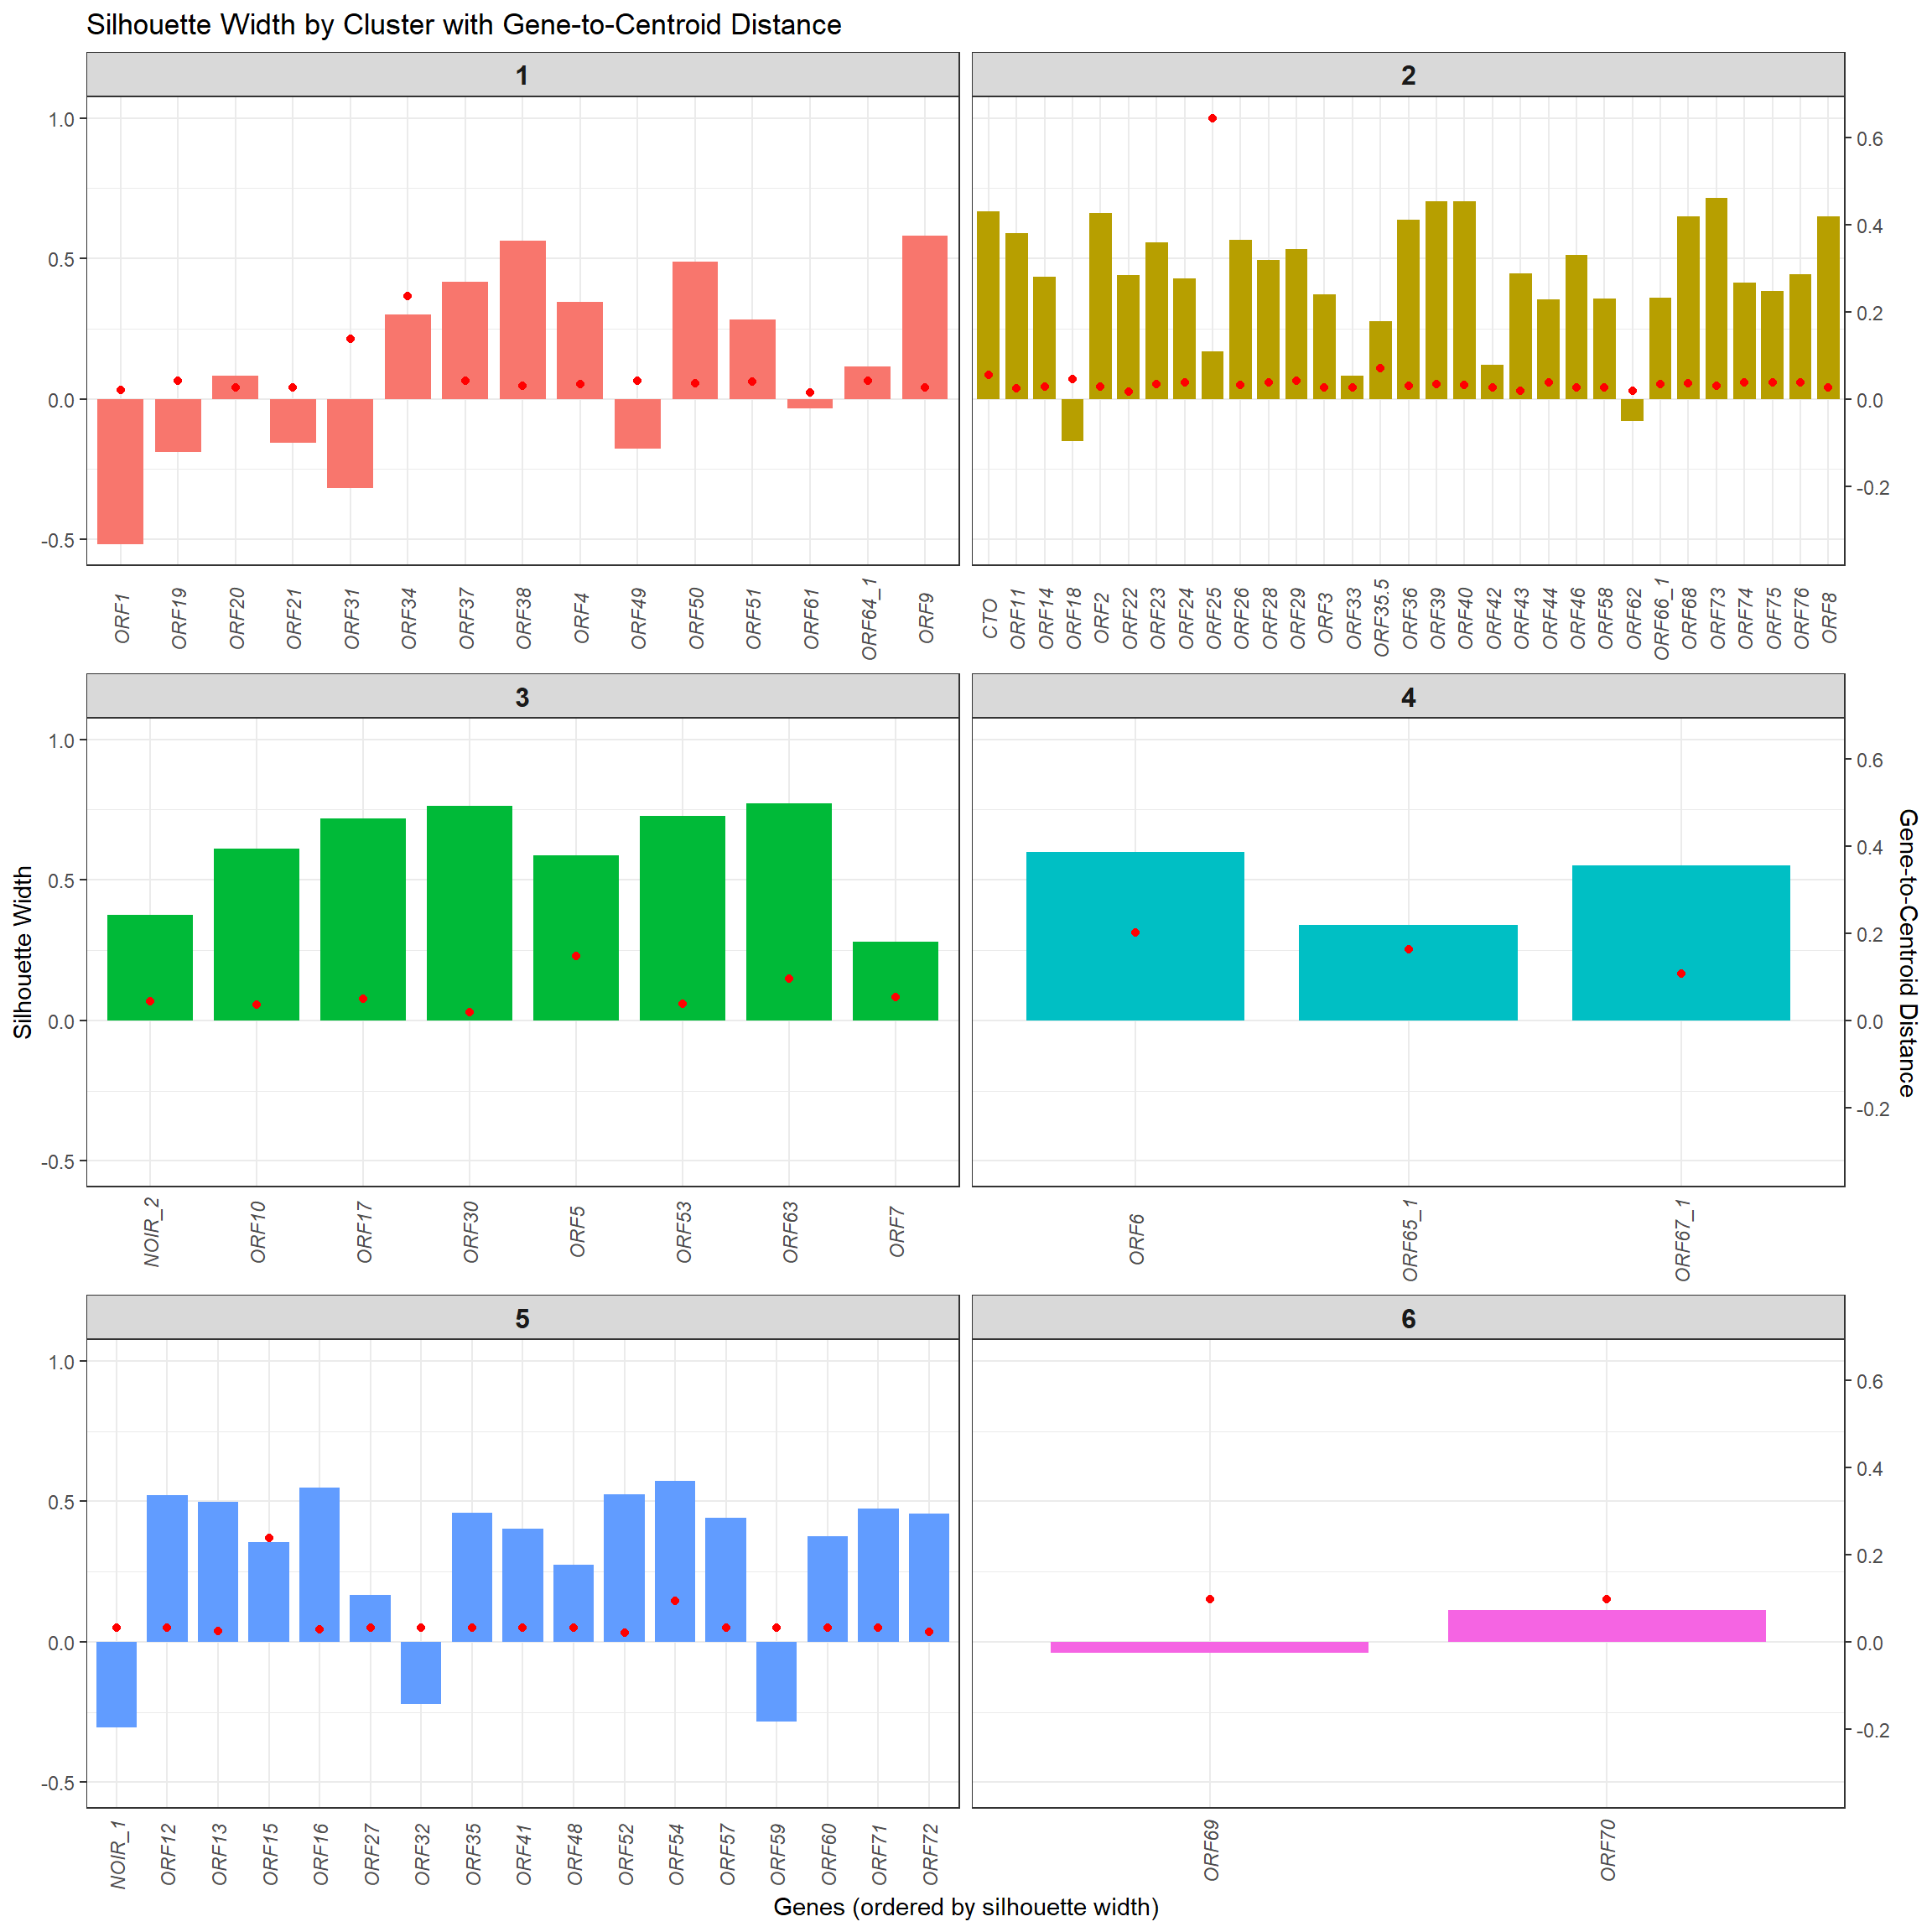 Silhouette Width by Cluster with Gene-to-Centroid Distance
1
2
1.0
0.5
0.0
-0.5
0.6
0.4
0.2
0.0
-0.2
ORF1
ORF19
ORF20
ORF21
ORF31
ORF34
ORF37
ORF38
ORF4
ORF49
ORF50
ORF51
ORF61
ORF64_1
ORF9
CTO
ORF11
ORF14
ORF18
ORF2
ORF22
ORF23
ORF24
ORF25
ORF26
ORF28
ORF29
ORF3
ORF33
ORF35.5
ORF36
ORF39
ORF40
ORF42
ORF43
ORF44
ORF46
ORF58
ORF62
ORF66_1
ORF68
ORF73
ORF74
ORF75
ORF76
ORF8
3
4
Silhouette Width
1.0
0.5
0.0
-0.5
0.6
0.4
0.2
0.0
-0.2
Gene-to-Centroid Distance
NOIR_2
ORF10
ORF17
ORF30
ORF5
ORF53
ORF63
ORF7
ORF6
ORF65_1
ORF67_1
5
6
1.0
0.5
0.0
-0.5
0.6
0.4
0.2
0.0
-0.2
NOIR_1
ORF12
ORF13
ORF15
ORF16
ORF27
ORF32
ORF35
ORF41
ORF48
ORF52
ORF54
ORF57
ORF59
ORF60
ORF71
ORF72
ORF69
ORF70
Genes (ordered by silhouette width)